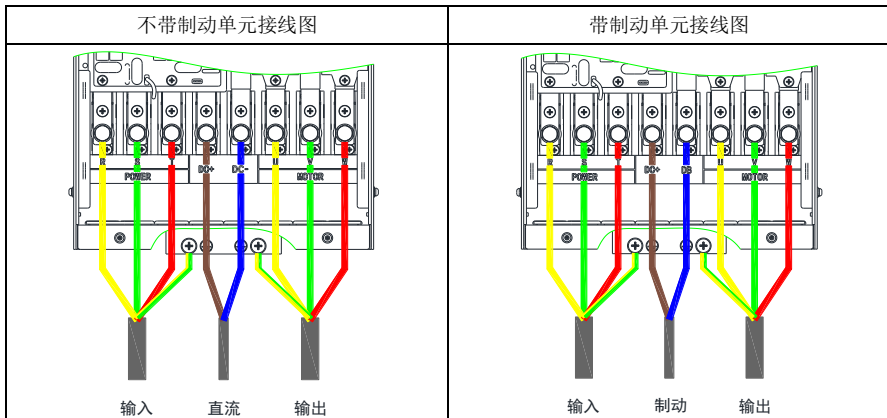 不带制动单元接线图
带制动单元接线图
R S T DC+ DC- U V W
POWER MOTOR
输入 直流 输出
R S T DC+ DB U V W
POWER MOTOR
输入 制动 输出